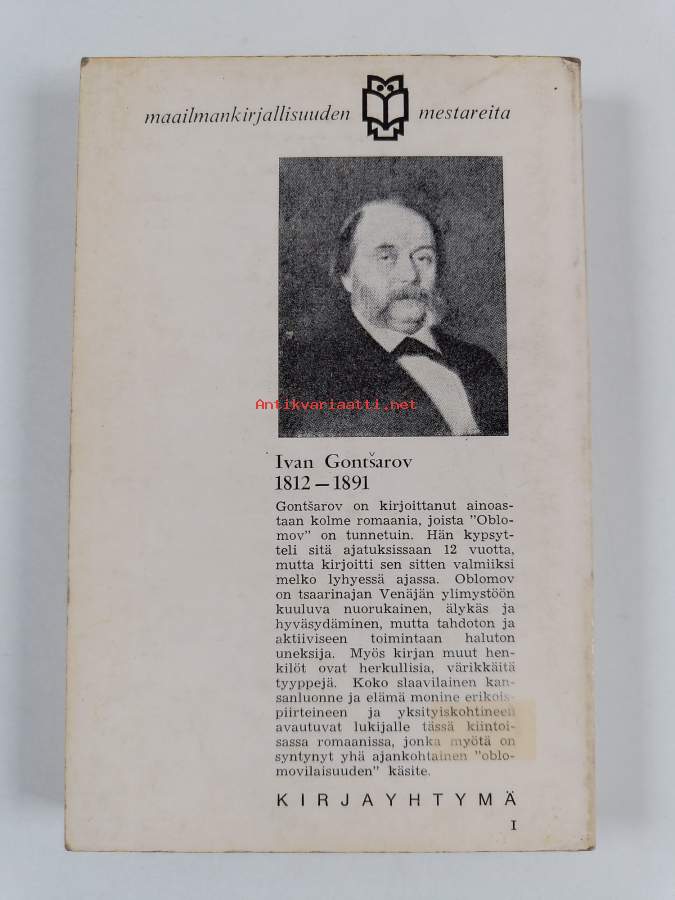 maailmankirjallisuuden mestareita
Antikvariaatti.net
Ivan Gontšarov
1812—1891
Gontšarov on kirjoittanut ainoas-
taan kolme romaania, joista "Oblo-
mov" on tunnetuin. Hän kypsyt-
teli sitä ajatuksissaan 12 vuotta,
mutta kirjoitti sen sitten valmiiksi
melko lyhyessä ajassa. Oblomov
on tsaarinajan Venäjän ylimystöön
kuuluva nuorukainen, älykäs ja
hyväsydäminen, mutta tahdoton ja
aktiiviseen toimintaan haluton
uneksija. Myös kirjan muut hen-
kilöt ovat herkullisia, värikkäitä
tyyppejä. Koko slaavilainen kan-
sanluonne ja elämä monine erikois-
piirteineen ja yksityiskohtineen
avautuvat lukijalle tässä kiintoi-
sassa romaanissa, jonka myötä on
syntynyt yhä ajankohtainen "oblo-
movilaisuuden" käsite.
KIRJAYHTYMÄ
I